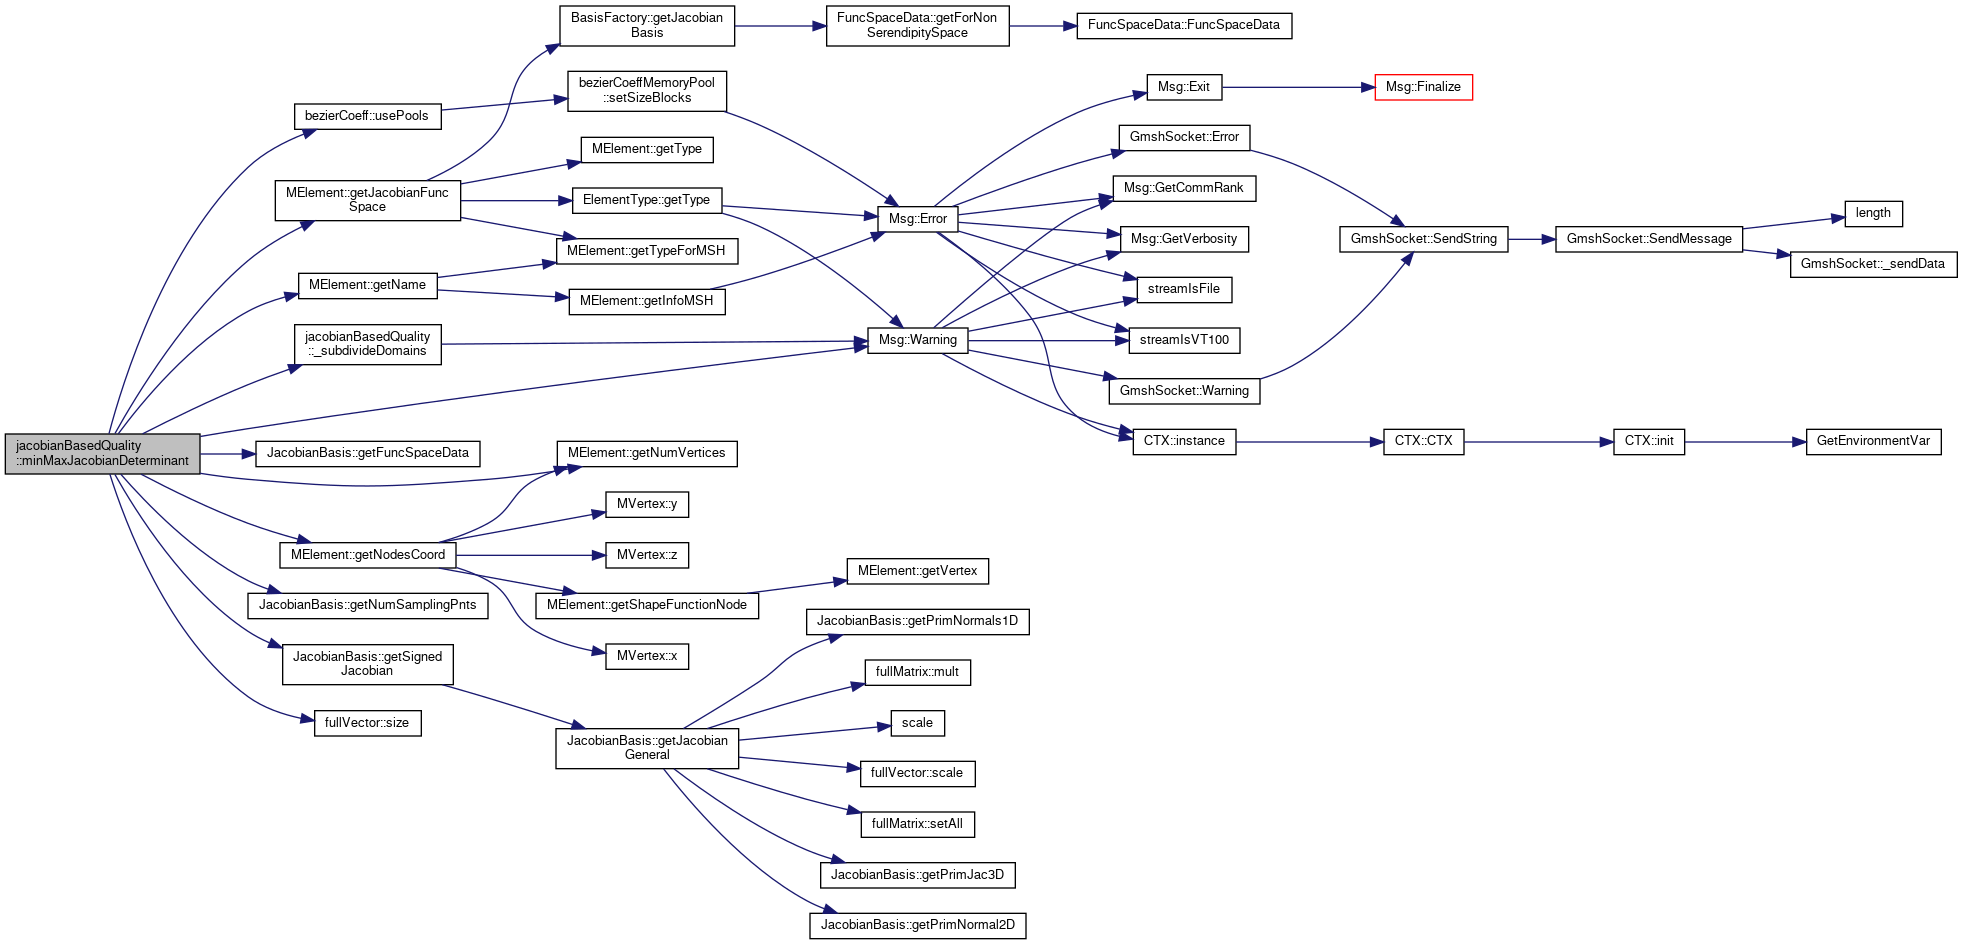 jacobianBasedQuality
::minMaxJacobianDeterminant
bezierCoeff::usePools
MElement::getJacobianFunc
Space
MElement::getName
jacobianBasedQuality
::_subdivideDomains
JacobianBasis::getFuncSpaceData
MElement::getNodesCoord
JacobianBasis::getNumSamplingPnts
JacobianBasis::getSigned
Jacobian
fullVector::size
BasisFactory::getJacobian
Basis
bezierCoeffMemoryPool
::setSizeBlocks
MElement::getType
ElementType::getType
MElement::getTypeForMSH
MElement::getInfoMSH
MElement::getNumVertices
MVertex::y
MVertex::z
MElement::getShapeFunctionNode
MVertex::x
JacobianBasis::getJacobian
General
FuncSpaceData::getForNon
SerendipitySpace
Msg::Error
Msg::Warning
MElement::getVertex
JacobianBasis::getPrimNormals1D
fullMatrix::mult
scale
fullVector::scale
fullMatrix::setAll
JacobianBasis::getPrimJac3D
JacobianBasis::getPrimNormal2D
FuncSpaceData::FuncSpaceData
Msg::Exit
GmshSocket::Error
Msg::GetCommRank
Msg::GetVerbosity
streamIsFile
streamIsVT100
GmshSocket::Warning
CTX::instance
Msg::Finalize
GmshSocket::SendString
CTX::CTX
GmshSocket::SendMessage
CTX::init
length
GmshSocket::_sendData
GetEnvironmentVar